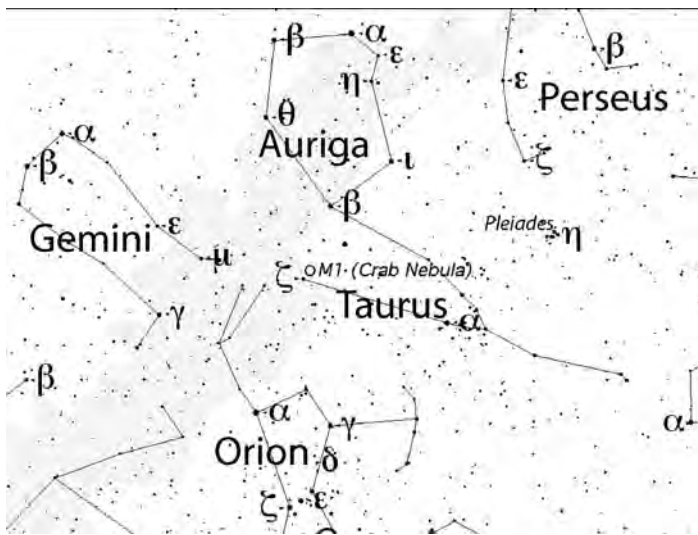 β α
ε
η
β
ε
Perseus
θ
Auriga
ι
ζ
α
β
β
Pleiades
η
ε
Gemini
μ
ζ
M1 (Crab Nebula)
Taurus
α
γ
β
α
γ
α
Orion
δ
ζ
ε